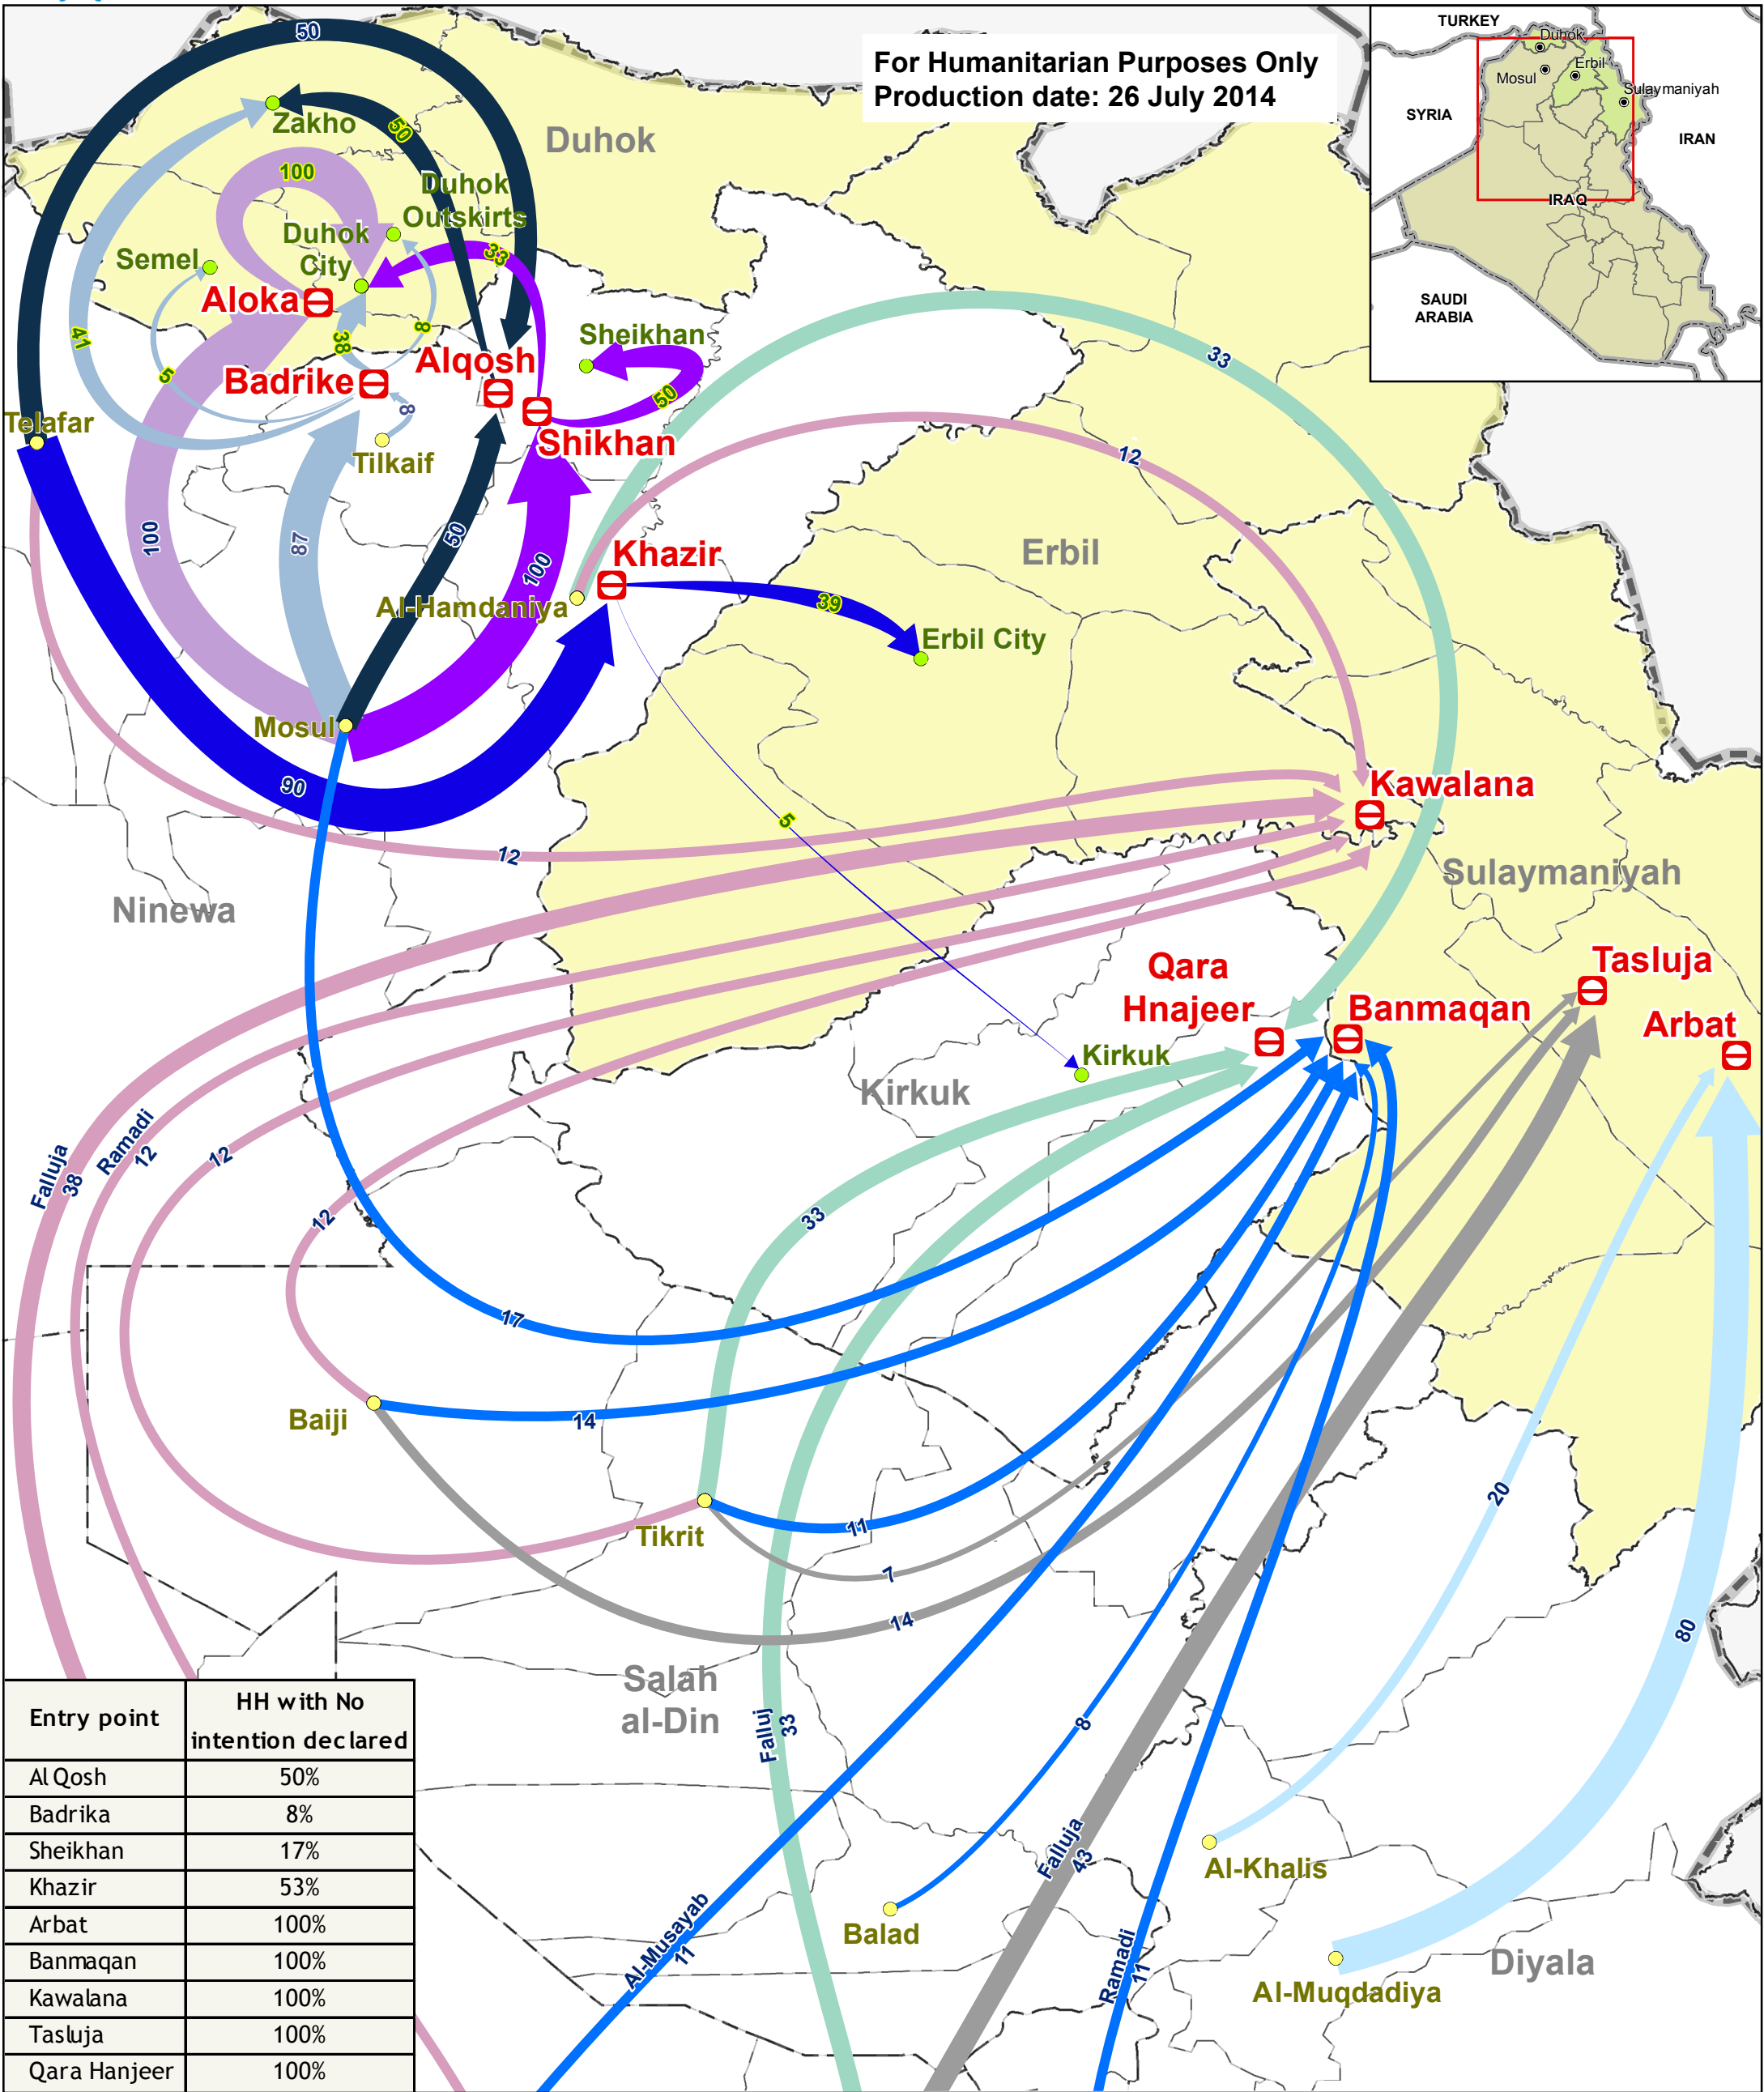 50
For Humanitarian Purposes Only
Production date: 26 July 2014
TURKEY
Duhok
Erbil
Mosul
Sulaymaniyah
SYRIA
IRAN
IRAQ
SAUDI
ARABIA
Zakho
50
Duhok
100
Duhok
Outskirts
Duhok
City
33
Semel
Aloka
41
38
8
Sheikhan
Alqosh
5
Badrike
50
33
8
Telafar
Tilkaif
Shikhan
12
100
87
50
100
Khazir
Erbil
Al-Hamdaniya
39
Erbil City
Mosul
90
Kawalana
5
12
Sulaymaniyah
Ninewa
Qara
Hnajeer
Tasluja
Banmaqan
Arbat
Kirkuk
Kirkuk
Falluja
38
Ramadi
12
12
12
33
17
Baiji
14
20
Tikrit
11
7
14
80
Salah
al-Din
Falluj
33
8
Falluja
43
Al-Khalis
Balad
Al-Musayab
11
Ramadi
11
Diyala
Al-Muqdadiya
Entry point
HH with No
intention declared
Al Qosh 50%
Badrika 8%
Sheikhan 17%
Khazir 53%
Arbat 100%
Banmaqan 100%
Kawalana 100%
Tasluja 100%
Qara Hanjeer 100%